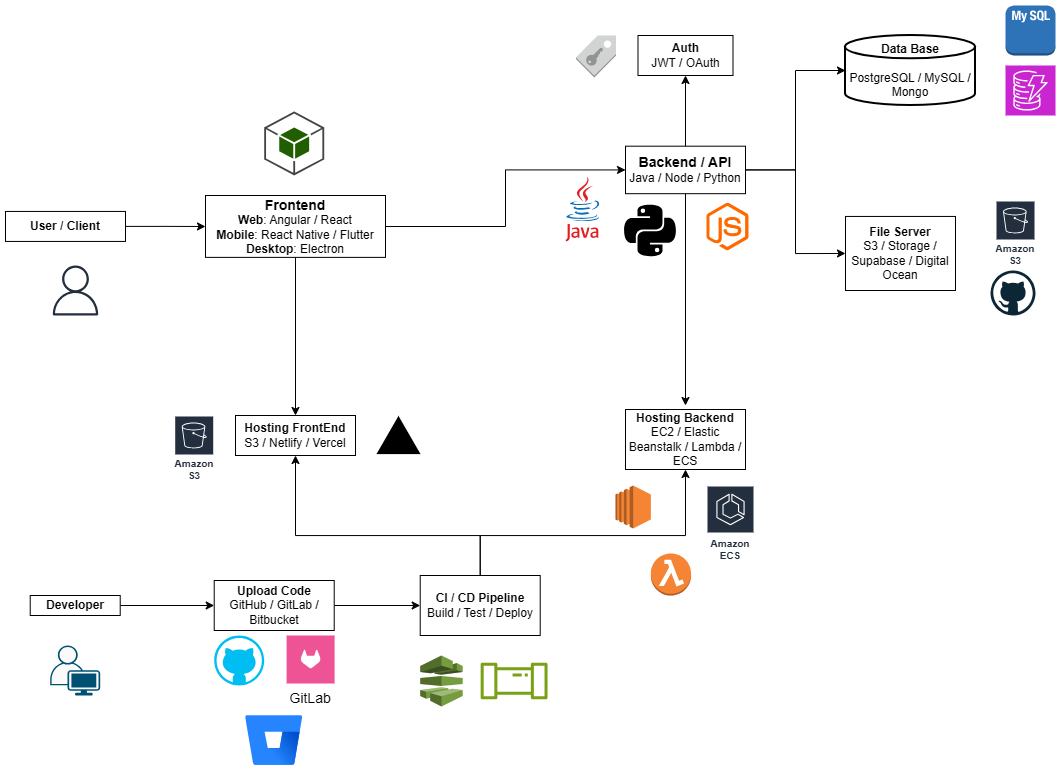 My SQL
Auth
JWT / OAuth
Data Base
PostgreSQL / MySQL /
Mongo
Backend / API
Java / Node / Python
Java
JS
Frontend
Web: Angular / React
Mobile: React Native / Flutter
Desktop: Electron
User / Client
File Server
S3 / Storage /
Supabase / Digital
Ocean
Amazon
S3
Hosting FrontEnd
S3 / Netlify / Vercel
Amazon
S3
Hosting Backend
EC2 / Elastic
Beanstalk / Lambda /
ECS
Amazon
ECS
Developer
Upload Code
GitHub / GitLab /
Bitbucket
CI / CD Pipeline
Build / Test / Deploy
GitLab